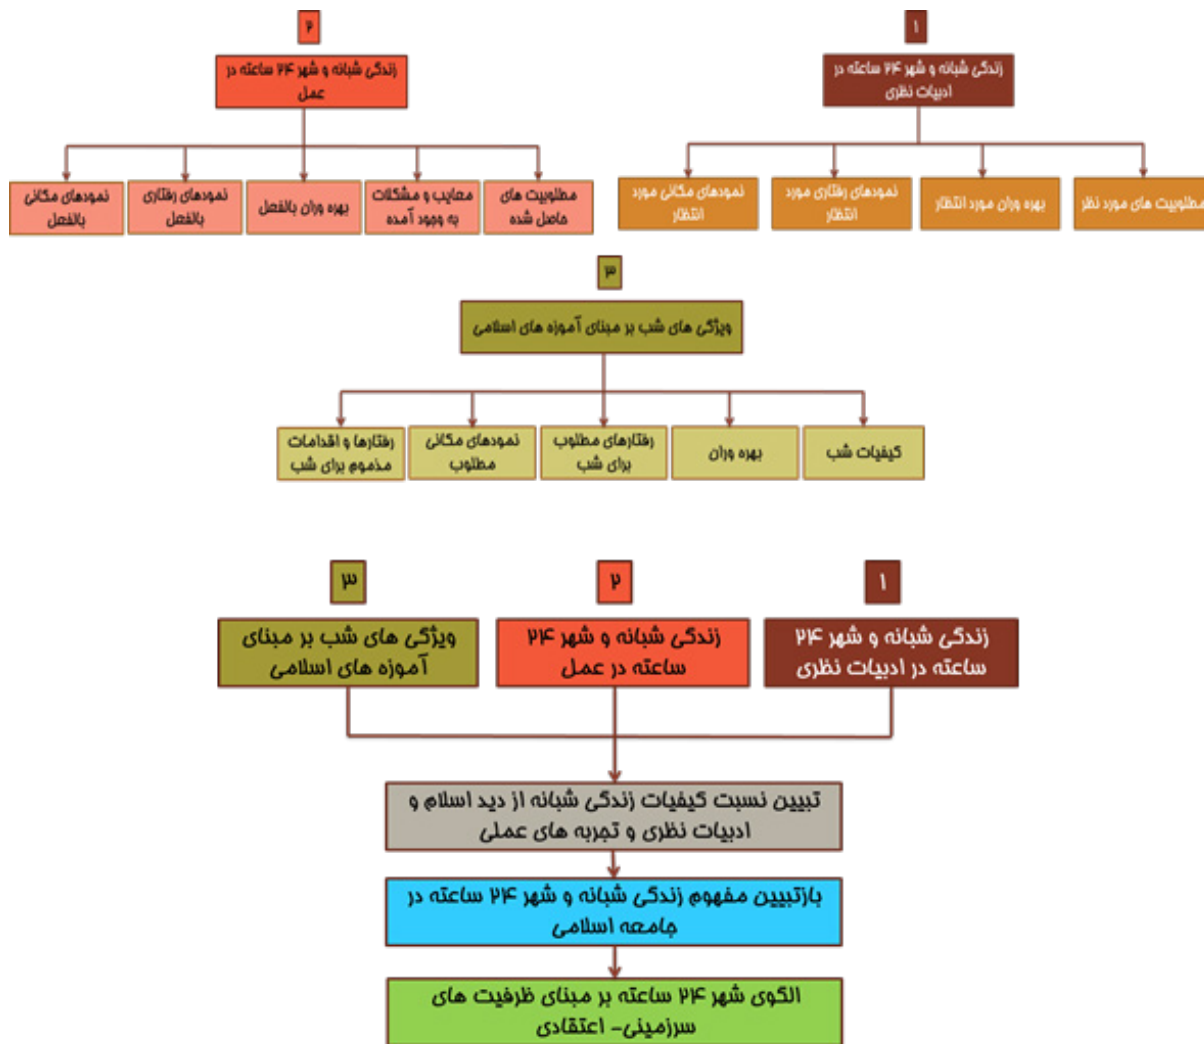 ۱
زندگی شبانه و شهر ۲۴ ساعته در
ادبیات نظری
مطلوبیت های مورد نظر
بهره وران مورد انتظار
نمودهای رفتاری مورد
انتظار
نمودهای مکانی مورد
انتظار
۲
زندگی شبانه و شهر ۲۴ ساعته در
عمل
مطلوبیت های
حاصل شده
معایب و مشکلات
به وجود آمده
بهره وران بالفعل
نمودهای رفتاری
بالفعل
نمودهای مکانی
بالفعل
۳
ویژگی های شب بر مبنای آموزه های اسلامی
کیفیات شب
بهره وران
رفتارهای مطلوب
برای شب
نمودهای مکانی
مطلوب
رفتارها و اقدامات
مذموم برای شب
۱
زندگی شبانه و شهر ۲۴
ساعته در ادبیات نظری
۲
زندگی شبانه و شهر ۲۴
ساعته در عمل
۳
ویژگی های شب بر مبنای
آموزه های اسلامی
تبیین نسبت کیفیات زندگی شبانه از دید اسلام و
ادبیات نظری و تجربه های عملی
بازتبیین مفهوم زندگی شبانه و شهر ۲۴ ساعته در
جامعه اسلامی
الگوی شهر ۲۴ ساعته بر مبنای ظرفیت های
سرزمینی- اعتقادی